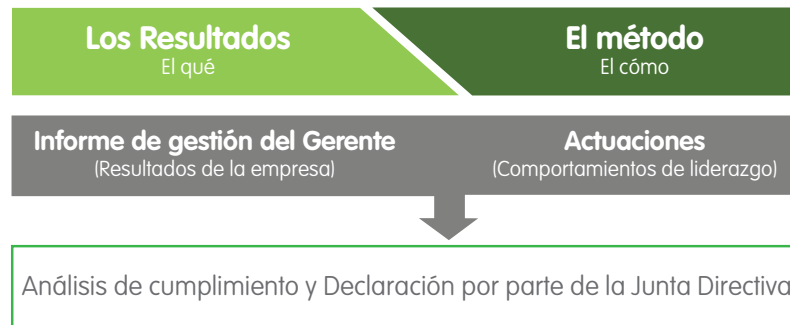 Los Resultados
El qué
El método
El cómo
Informe de gestión del Gerente
(Resultados de la empresa)
Actuaciones
(Comportamientos de liderazgo)
Análisis de cumplimiento y Declaración por parte de la Junta Directiva